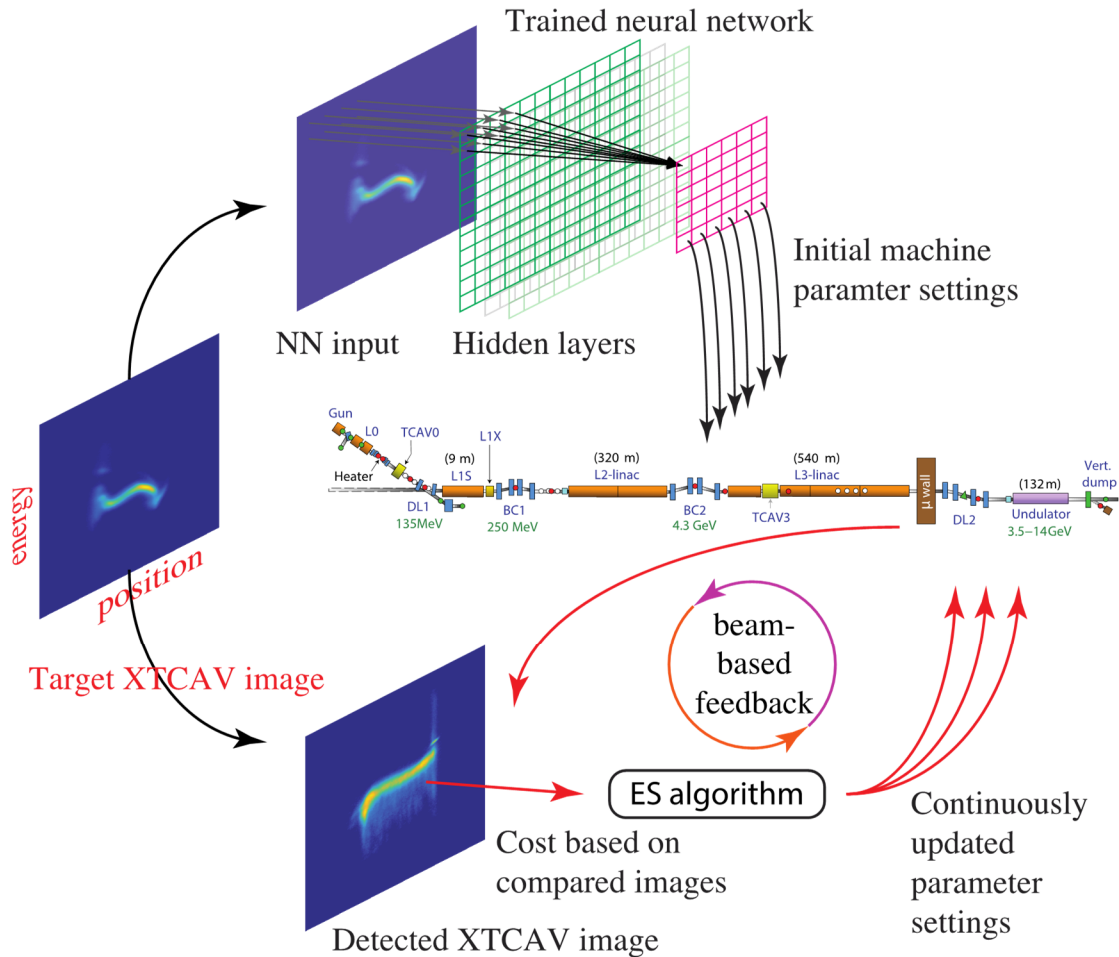 Trained neural network
Initial machine
paramter settings
NN input
Hidden layers
Gun
L0
TCAV0
Heater
L1X
(9 m)
L1S
(320 m)
L2-linac
(540 m)
L3-linac
DL1
135MeV
BC1
250 MeV
BC2
4.3 GeV
TCAV3
μ wall
DL2
(132m)
Undulator
3.5–14GeV
Vert.
dump
energy
position
Target XTCAV image
beam-
based
feedback
ES algorithm
Cost based on
compared images
Continuously
updated
parameter
settings
Detected XTCAV image